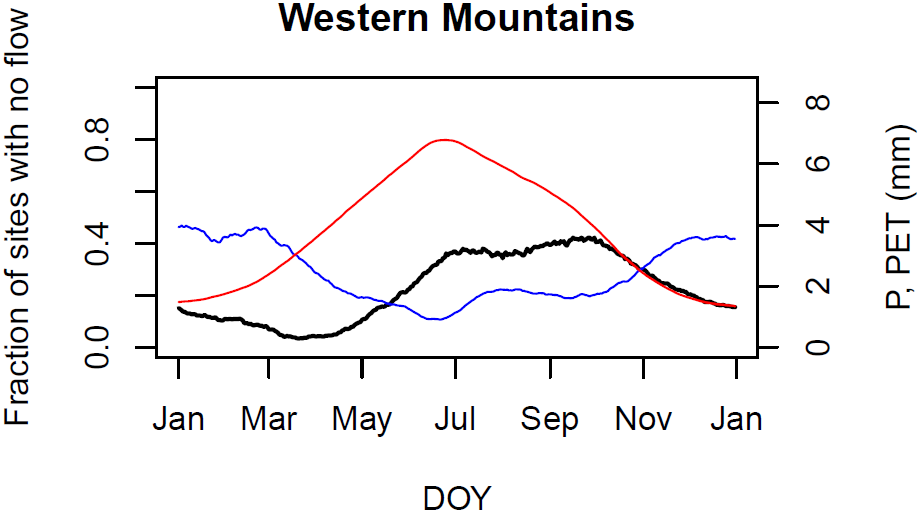 Western Mountains
Fraction of sites with no flow
0.0 0.4 0.8
0 2 4 6 8
P, PET (mm)
Jan Mar May Jul Sep Nov Jan
DOY